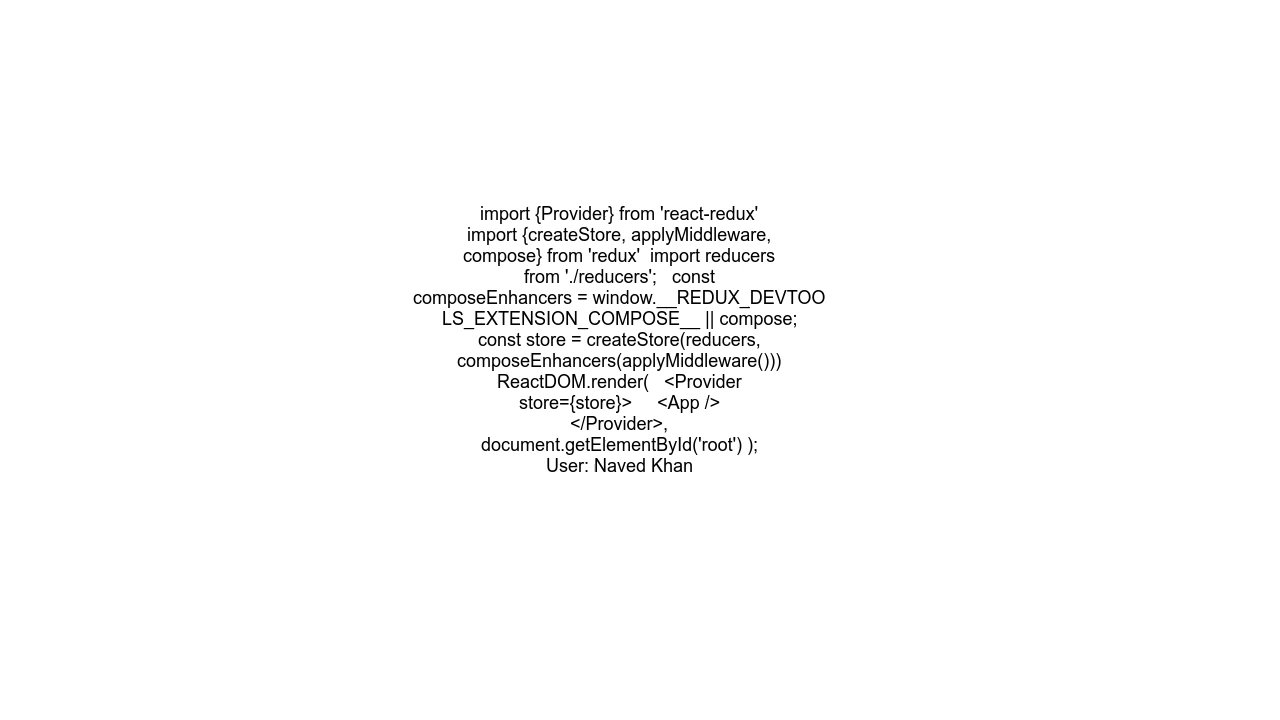 import {Provider} from 'react-redux'
import {createStore, applyMiddleware,
compose} from 'redux'  import reducers
from './reducers';   const
composeEnhancers = window.__REDUX_DEVTOO
LS_EXTENSION_COMPOSE__ || compose;
const store = createStore(reducers,
composeEnhancers(applyMiddleware()))
ReactDOM.render(   <Provider
store={store}>     <App />
</Provider>,
document.getElementById('root') );
User: Naved Khan